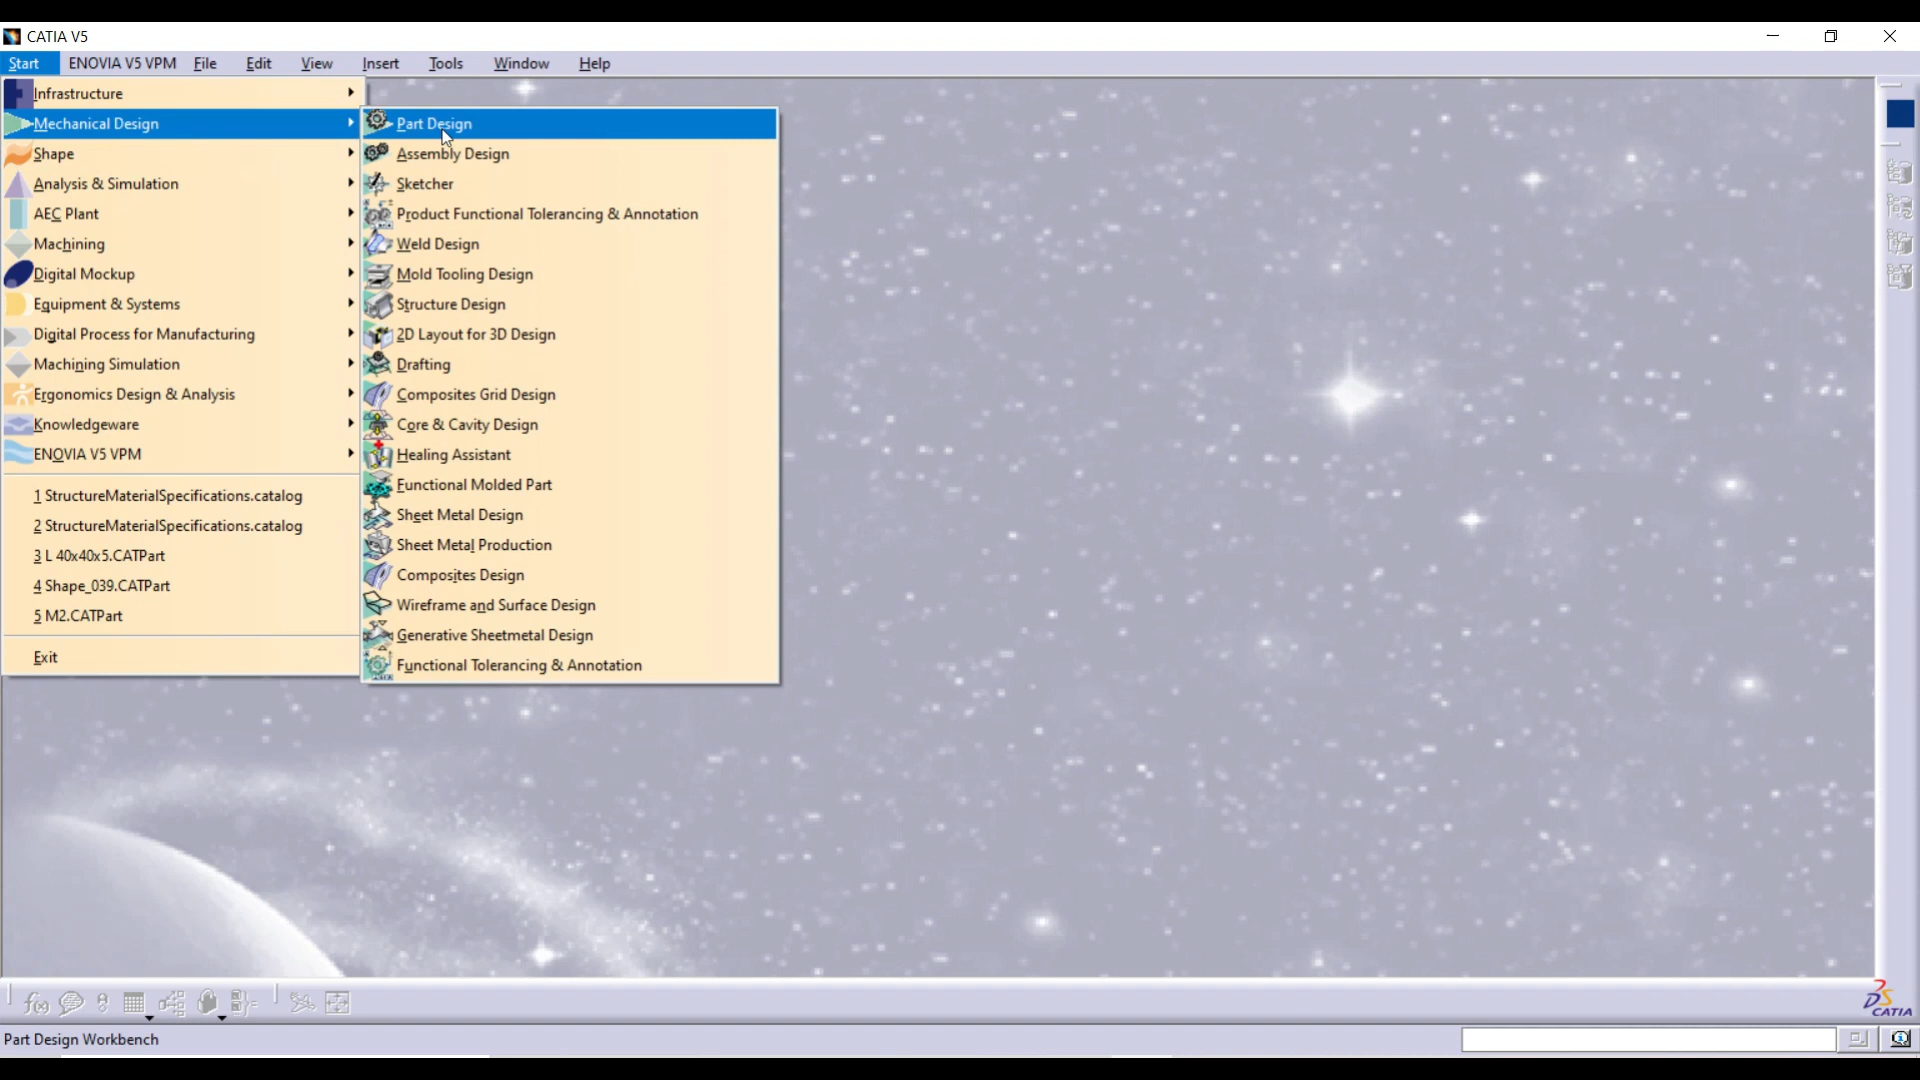 CATIA V5
Start ENOVIA V5 VPM File Edit View Insert Tools Window Help
Infrastructure
Mechanical Design
Shape
Analysis & Simulation
AEC Plant
Machining
Digital Mockup
Equipment & Systems
Digital Process for Manufacturing
Machining Simulation
Ergonomics Design & Analysis
Knowledgeware
ENOVIA V5 VPM
1 StructureMaterialSpecifications.catalog
2 StructureMaterialSpecifications.catalog
3 L 40x40x5.CATPart
4 Shape_039.CATPart
5 M2.CATPart
Exit
Part Design
Assembly Design
Sketcher
Product Functional Tolerancing & Annotation
Weld Design
Mold Tooling Design
Structure Design
2D Layout for 3D Design
Drafting
Composites Grid Design
Core & Cavity Design
Healing Assistant
Functional Molded Part
Sheet Metal Design
Sheet Metal Production
Composites Design
Wireframe and Surface Design
Generative Sheetmetal Design
Functional Tolerancing & Annotation
f(x)
CATIA
Part Design Workbench